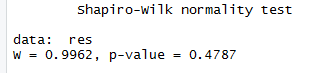 Shapiro-Wilk normality test
data:  res
W = 0.9962, p-value = 0.4787